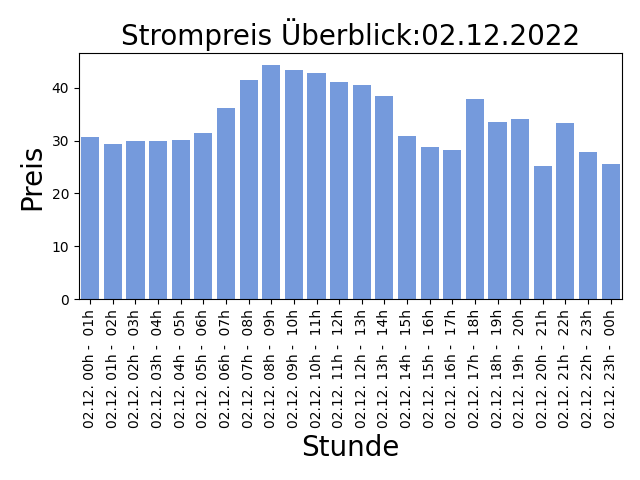 Strompreis Überblick:02.12.2022
Preis
40
30
20
10
0
02.12. 00h - 01h
02.12. 01h - 02h
02.12. 02h - 03h
02.12. 03h - 04h
02.12. 04h - 05h
02.12. 05h - 06h
02.12. 06h - 07h
02.12. 07h - 08h
02.12. 08h - 09h
02.12. 09h - 10h
02.12. 10h - 11h
02.12. 11h - 12h
02.12. 12h - 13h
02.12. 13h - 14h
02.12. 14h - 15h
02.12. 15h - 16h
02.12. 16h - 17h
02.12. 17h - 18h
02.12. 18h - 19h
02.12. 19h - 20h
02.12. 20h - 21h
02.12. 21h - 22h
02.12. 22h - 23h
02.12. 23h - 00h
Stunde